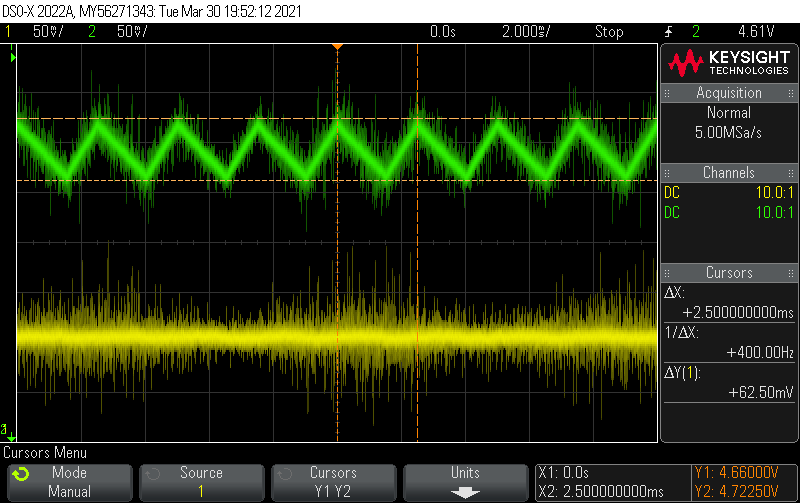 DSO-X 2022A, MY56271343: Tue Mar 30 19:52:12 2021
1 50㎷/ 2 50㎷/ 0.0s 2.000㎳/ Stop 2 4.61V
KEYSIGHT
TECHNOLOGIES
Acquisition
Normal
5.00MSa/s
Channels
DC 10.0:1
DC 10.0:1
Cursors
ΔX:
+2.500000000ms
1/ΔX:
+400.00Hz
ΔY(1):
+62.50mV
Cursors Menu
Mode
Manual
Source
1
Cursors
Y1 Y2
Units
X1: 0.0s
X2: 2.500000000ms
Y1: 4.66000V
Y2: 4.72250V